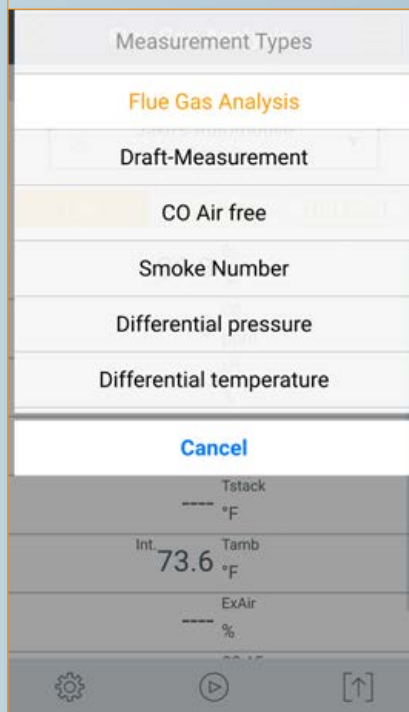 Measurement Types
Flue Gas Analysis
Draft-Measurement
CO Air free
Smoke Number
Differential pressure
Differential temperature
Cancel
---- Tstack °F
Int. 73.6 Tamb °F
---- ExAir %